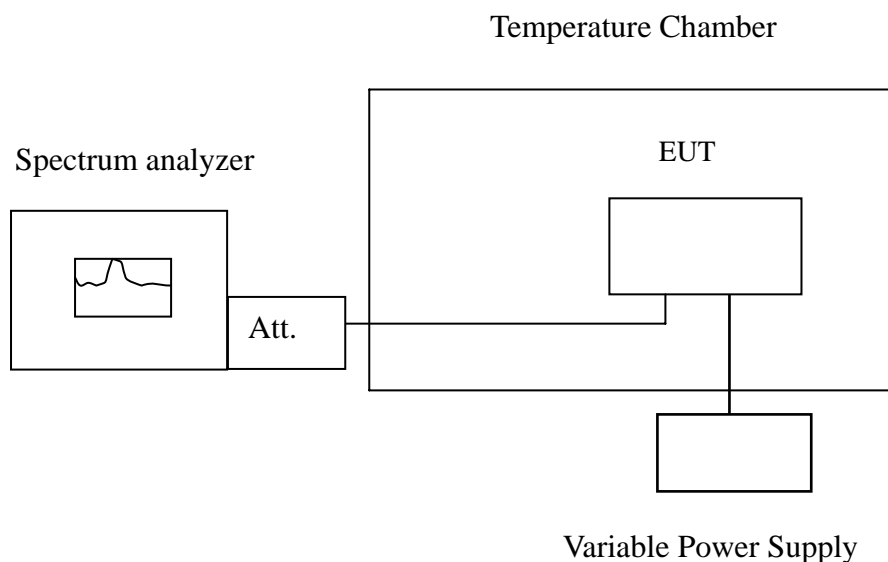 Temperature Chamber
Spectrum analyzer
EUT
Att.
Variable Power Supply